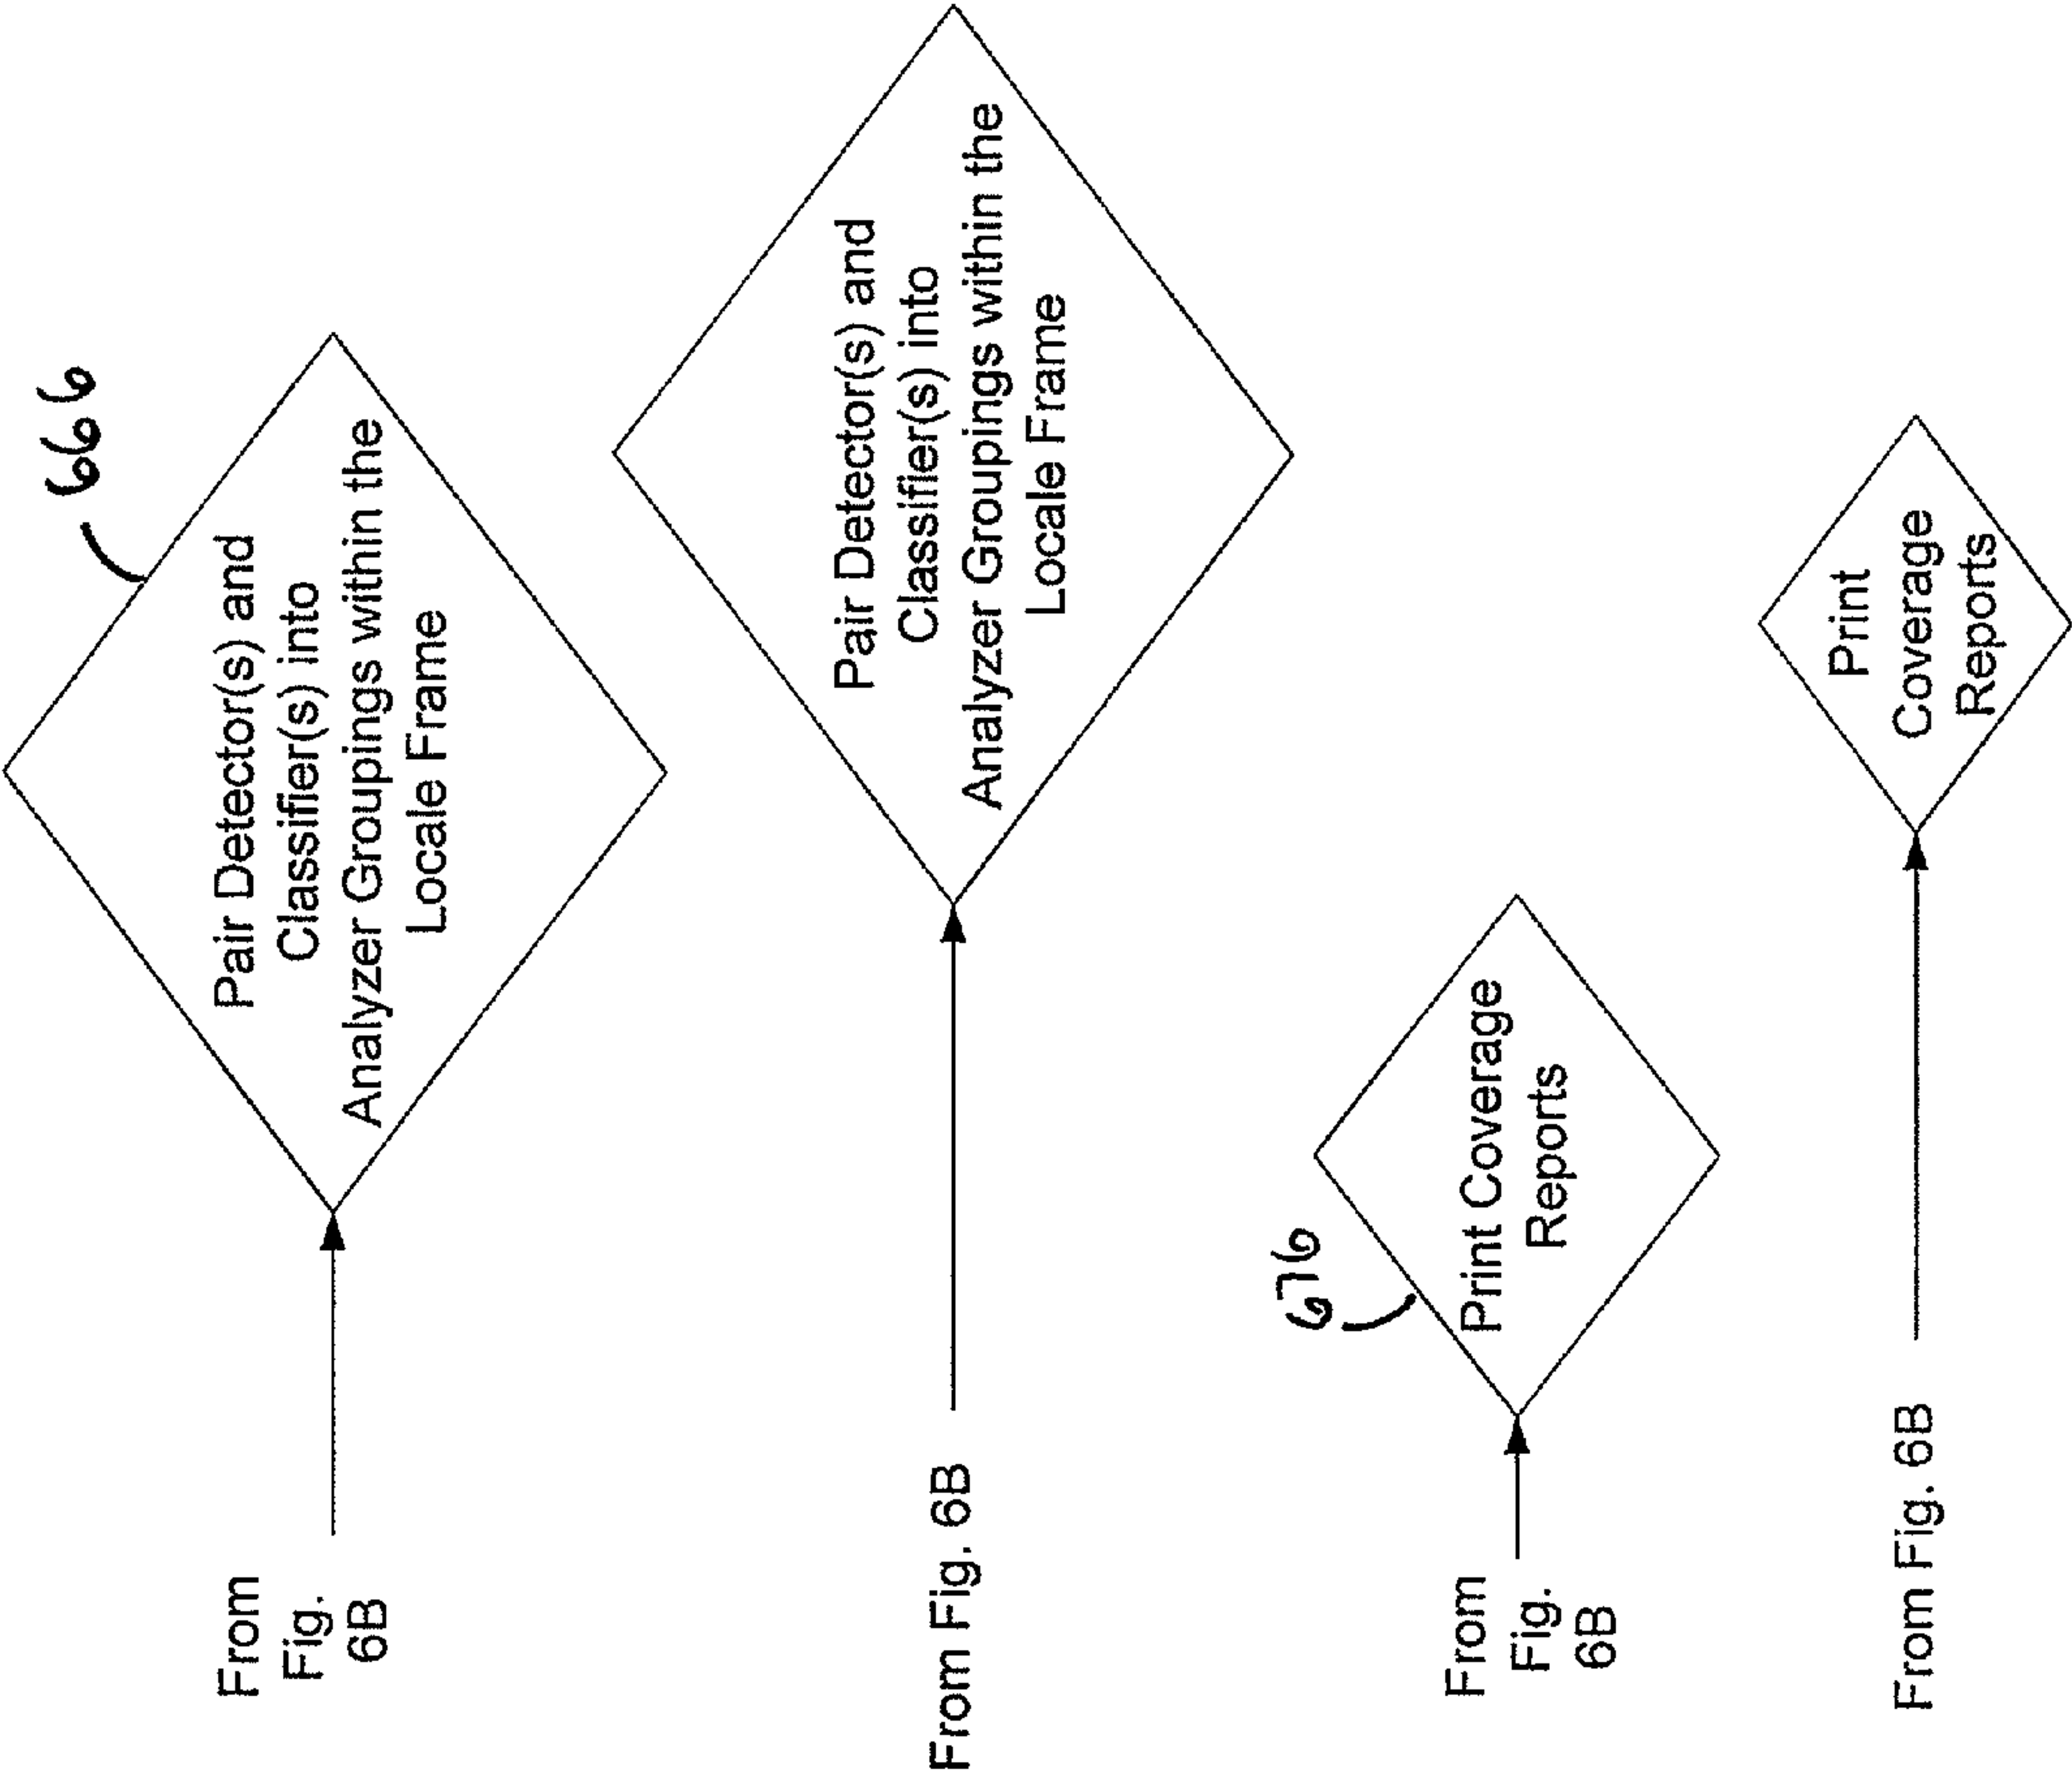 666
From
Fig.
6B
Pair Detector(s) and
Classifier(s) into
Analyzer Groupings within the
Locale Frame
From Fig. 6B
Pair Detector(s) and
Classifier(s) into
Analyzer Groupings within the
Locale Frame
676
From
Fig.
6B
Print Coverage
Reports
From Fig. 6B
Print
Coverage
Reports